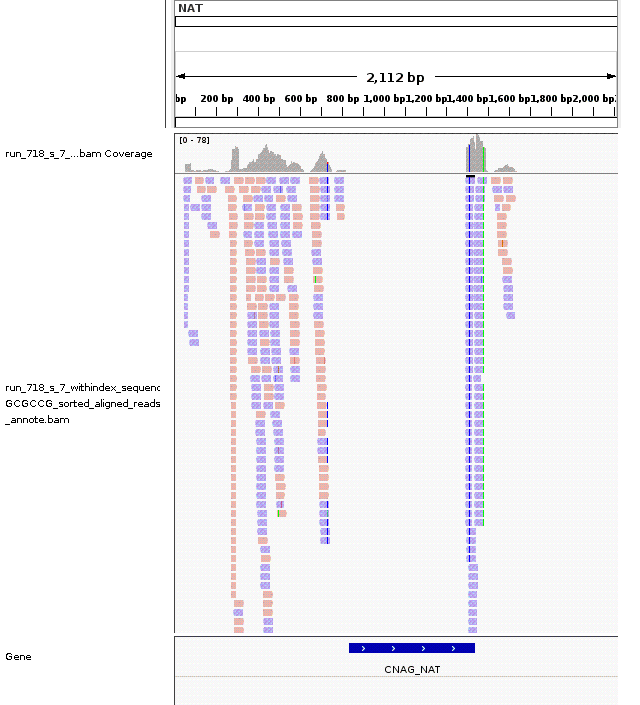 NAT
2,112 bp
bp 200 bp 400 bp 600 bp 800 bp 1,000 bp 1,200 bp 1,400 bp 1,600 bp 1,800 bp 2,000 bp
[0 - 78]
run_718_s_7_...bam Coverage
run_718_s_7_withindex_sequenc
GCGCCG_sorted_aligned_reads
_annote.bam
Gene
CNAG_NAT